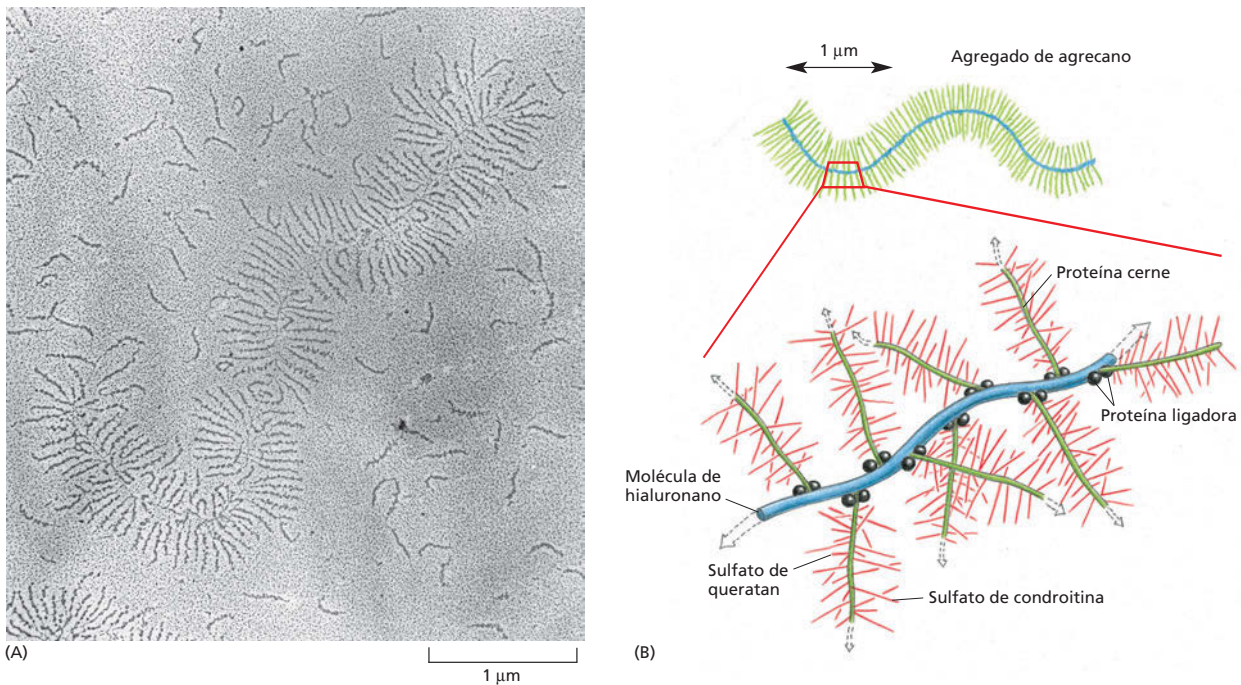 (A)
1 μm
1 μm
Agregado de agrecano
Proteína cerne
Proteína ligadora
Molécula de
hialuronano
Sulfato de
queratan
Sulfato de condroitina
(B)